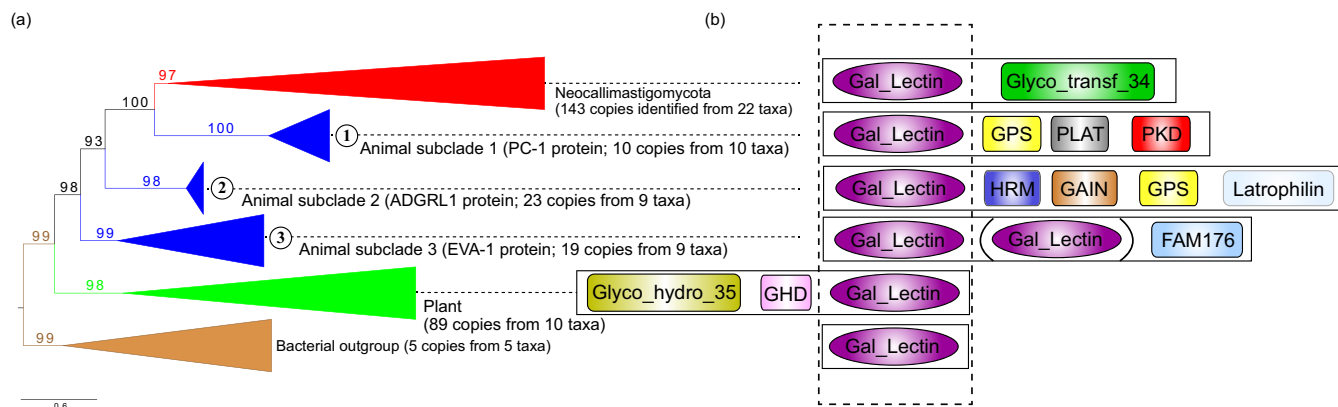 (a)
(b)
97
Neocallimastigomycota
(143 copies identified from 22 taxa)
Gal_Lectin Glyco_transf_34
100
100
1
Animal subclade 1 (PC-1 protein; 10 copies from 10 taxa)
Gal_Lectin GPS PLAT PKD
93
98
2
Animal subclade 2 (ADGRL1 protein; 23 copies from 9 taxa)
Gal_Lectin HRM GAIN GPS Latrophilin
98
99
3
Animal subclade 3 (EVA-1 protein; 19 copies from 9 taxa)
Gal_Lectin (Gal_Lectin) FAM176
99
98
Plant
(89 copies from 10 taxa)
Glyco_hydro_35 GHD Gal_Lectin
99
Bacterial outgroup (5 copies from 5 taxa)
Gal_Lectin
0.6